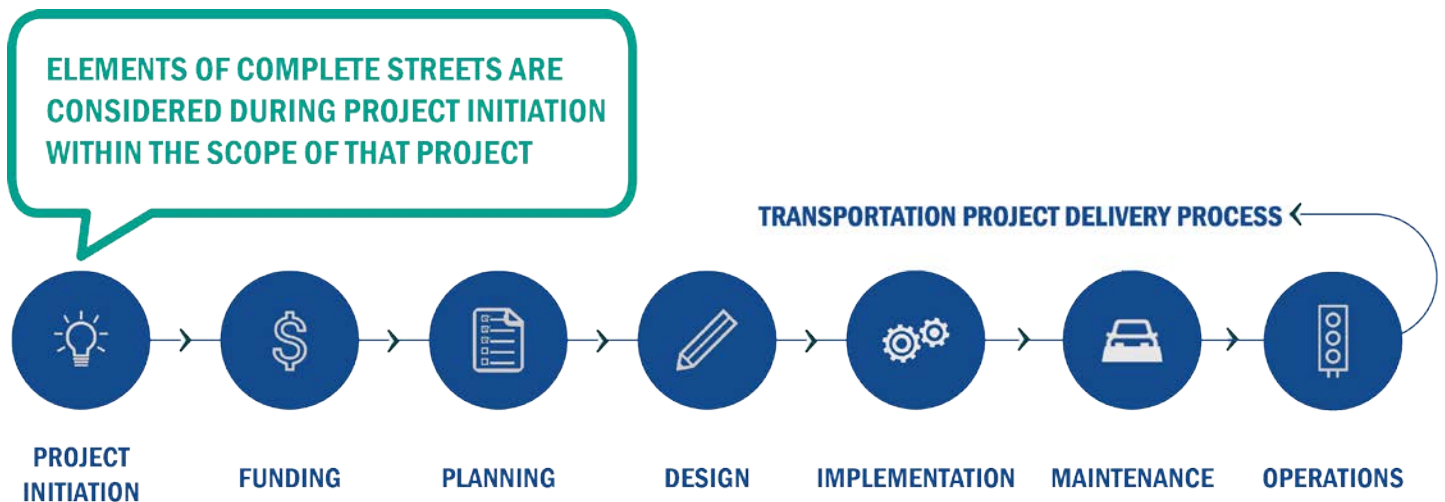 ELEMENTS OF COMPLETE STREETS ARE
CONSIDERED DURING PROJECT INITIATION
WITHIN THE SCOPE OF THAT PROJECT
TRANSPORTATION PROJECT DELIVERY PROCESS
$
PROJECT
INITIATION
FUNDING
PLANNING
DESIGN
IMPLEMENTATION
MAINTENANCE
OPERATIONS